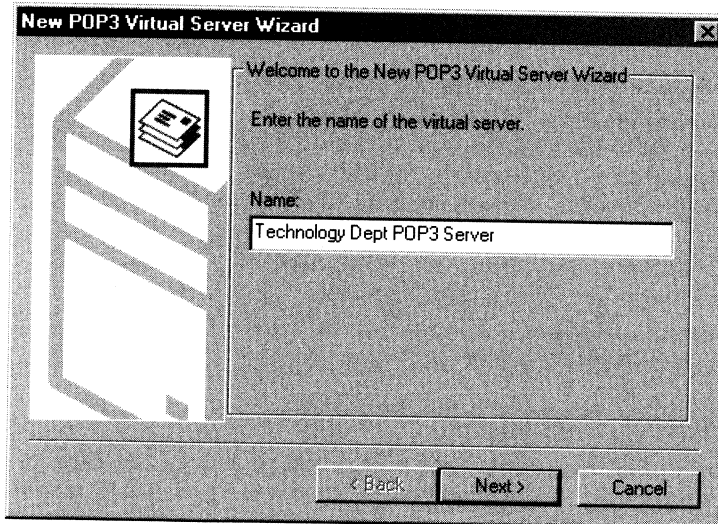 New POP3 Virtual Server Wizard
Welcome to the New POP3 Virtual Server Wizard
Enter the name of the virtual server.
Name:
Technology Dept POP3 Server
< Back
Next >
Cancel